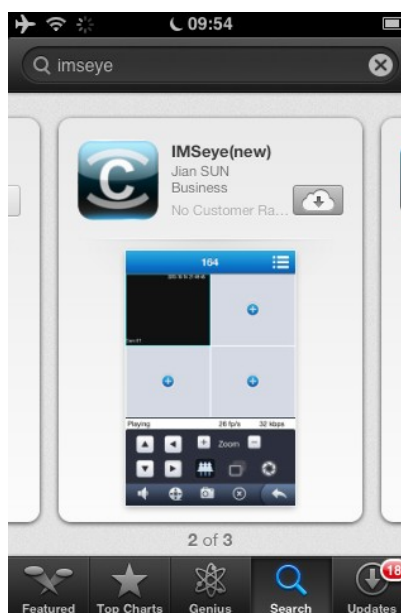 09:54
imseye
IMSeye(new)
Jian SUN
Business
No Customer Ra...
164
Playing 26 fp/s 32 kbps
Zoom
2 of 3
18
Featured Top Charts Genius Search Updates